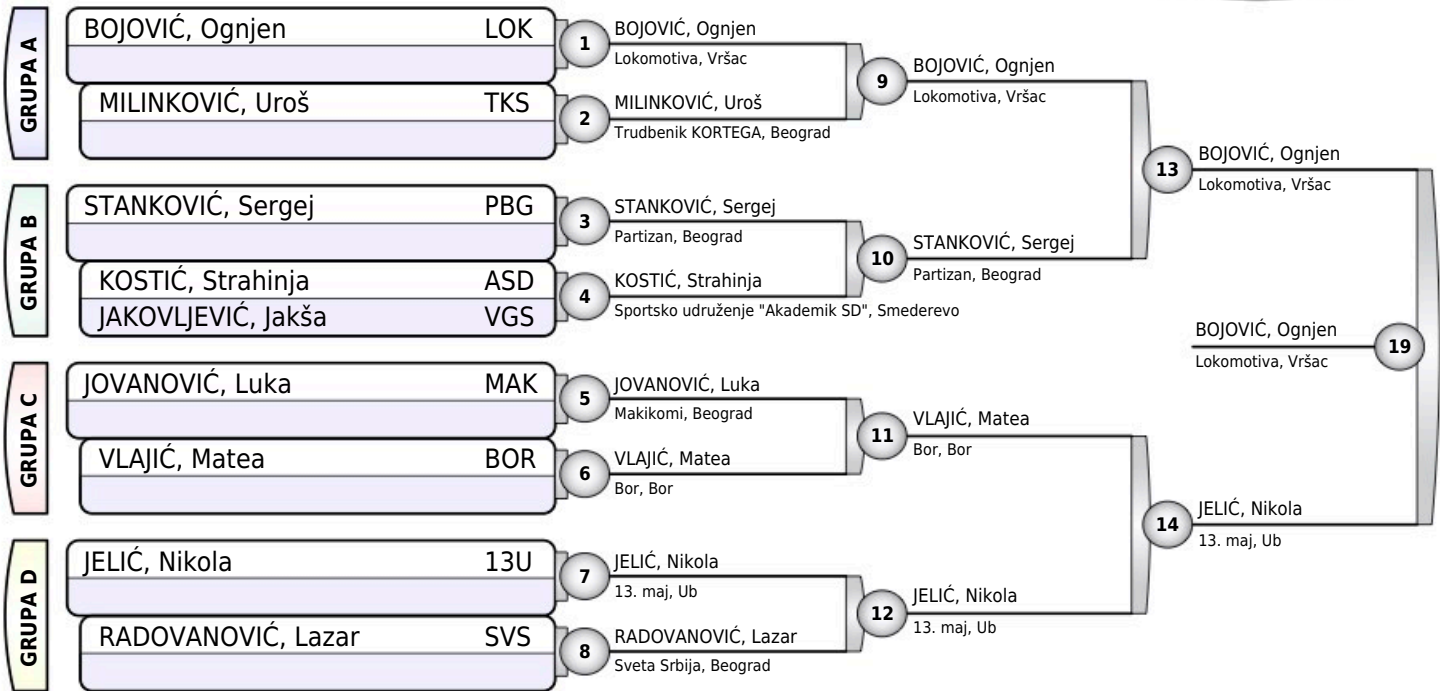 GRUPA A
BOJOVIĆ, Ognjen LOK
MILINKOVIĆ, Uroš TKS
GRUPA B
STANKOVIĆ, Sergej PBG
KOSTIĆ, Strahinja ASD
JAKOVLJEVIĆ, Jakša VGS
GRUPA C
JOVANOVIĆ, Luka MAK
VLAJIĆ, Matea BOR
GRUPA D
JELIĆ, Nikola 13U
RADOVANOVIĆ, Lazar SVS
1
BOJOVIĆ, Ognjen
Lokomotiva, Vršac
2
MILINKOVIĆ, Uroš
Trudbenik KORTEGA, Beograd
3
STANKOVIĆ, Sergej
Partizan, Beograd
4
KOSTIĆ, Strahinja
Sportsko udruženje "Akademik SD", Smederevo
5
JOVANOVIĆ, Luka
Makikomi, Beograd
6
VLAJIĆ, Matea
Bor, Bor
7
JELIĆ, Nikola
13. maj, Ub
8
RADOVANOVIĆ, Lazar
Sveta Srbija, Beograd
9
BOJOVIĆ, Ognjen
Lokomotiva, Vršac
10
STANKOVIĆ, Sergej
Partizan, Beograd
11
VLAJIĆ, Matea
Bor, Bor
12
JELIĆ, Nikola
13. maj, Ub
13
BOJOVIĆ, Ognjen
Lokomotiva, Vršac
14
JELIĆ, Nikola
13. maj, Ub
BOJOVIĆ, Ognjen
Lokomotiva, Vršac
19